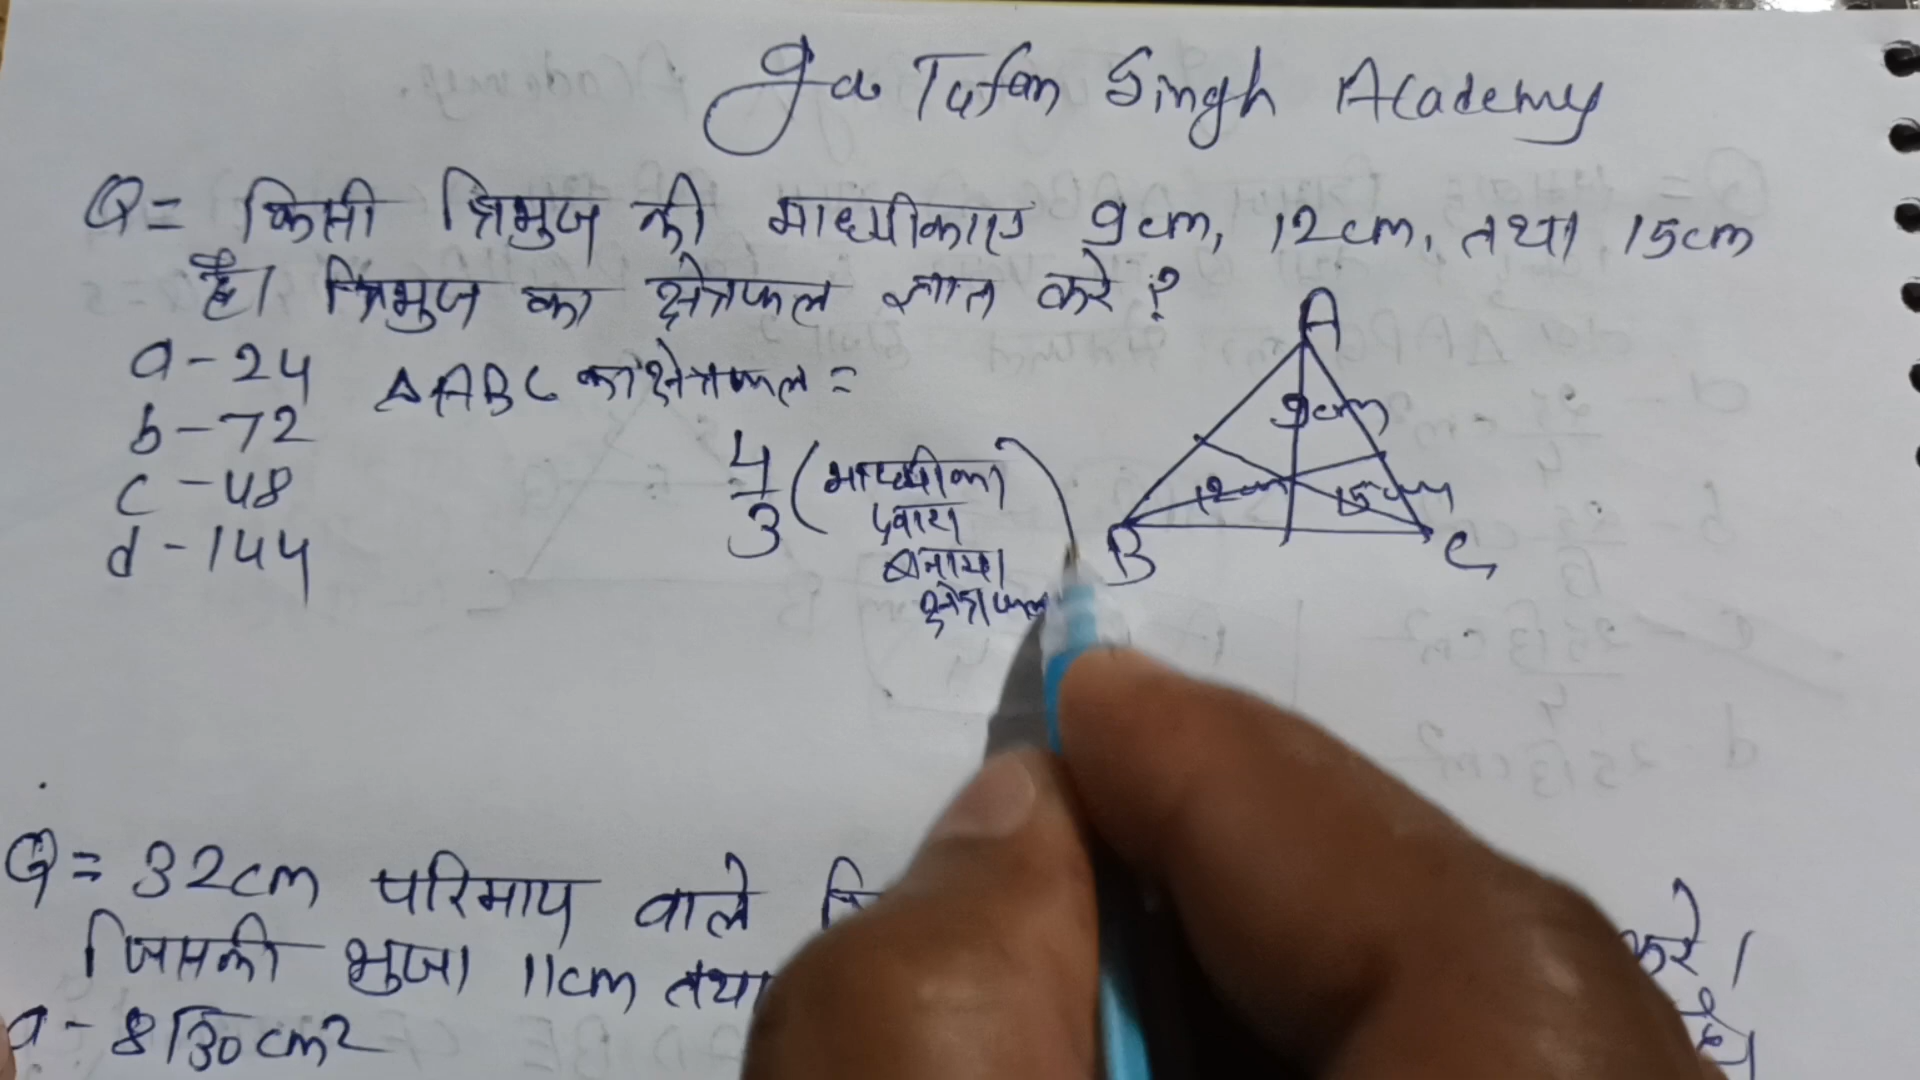 Ja Tufan Singh Academy
Q= किसी त्रिभुज की माध्यीकाए 9cm, 12cm, तथा 15cm
है। त्रिभुज का क्षेत्रफल ज्ञात करे?
a-24
b-72
c-48
d-144
△ABC का क्षेत्रफल =
4/3 (माध्यीका
द्वारा
बनाया
क्षेत्रफल
A
9cm
12cm 15cm
B C
Q= 32cm परिमाप वाले करे।
जिसकी भुजा 11cm तथा
a- 8√30 cm2